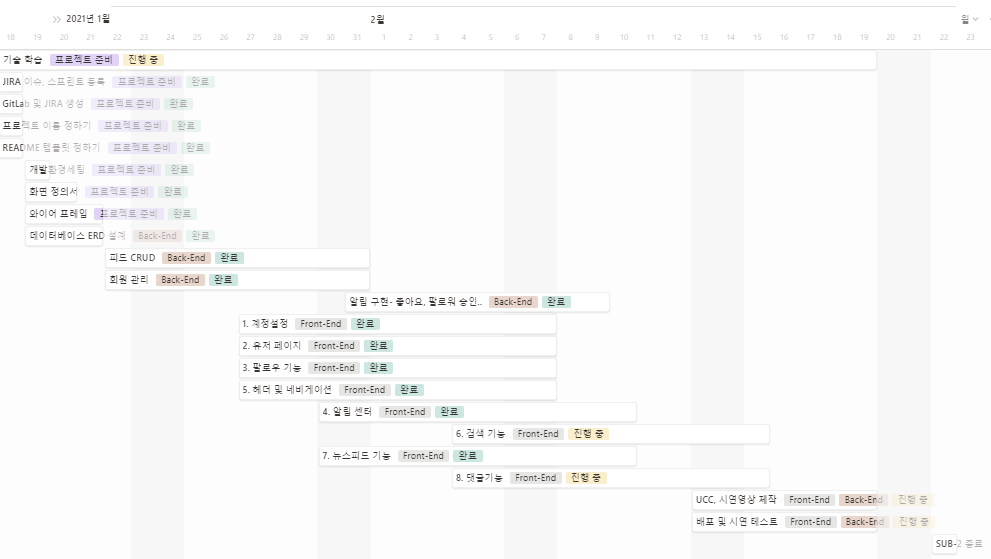 2021년 1월 2월 월
18 19 20 21 22 23 24 25 26 27 28 29 30 31 1 2 3 4 5 6 7 8 9 10 11 12 13 14 15 16 17 18 19 20 21 22 23
기술 학습 프로젝트 준비 진행 중
JIRA 이슈, 스프린트 등록 프로젝트 준비 완료
GitLab 및 JIRA 생성 프로젝트 준비 완료
프로젝트 이름 정하기 프로젝트 준비 완료
README 템플릿 정하기 프로젝트 준비 완료
개발환경세팅 프로젝트 준비 완료
화면 정의서 프로젝트 준비 완료
와이어 프레임 프로젝트 준비 완료
데이터베이스 ERD 설계 Back-End 완료
피드 CRUD Back-End 완료
회원 관리 Back-End 완료
알림 구현- 좋아요, 팔로워 승인.. Back-End 완료
1. 계정설정 Front-End 완료
2. 유저 페이지 Front-End 완료
3. 팔로우 기능 Front-End 완료
5. 헤더 및 네비게이션 Front-End 완료
4. 알림 센터 Front-End 완료
6. 검색 기능 Front-End 진행 중
7. 뉴스피드 기능 Front-End 완료
8. 댓글기능 Front-End 진행 중
UCC, 시연영상 제작 Front-End Back-End 진행 중
배포 및 시연 테스트 Front-End Back-End 진행 중
SUB-2 종료